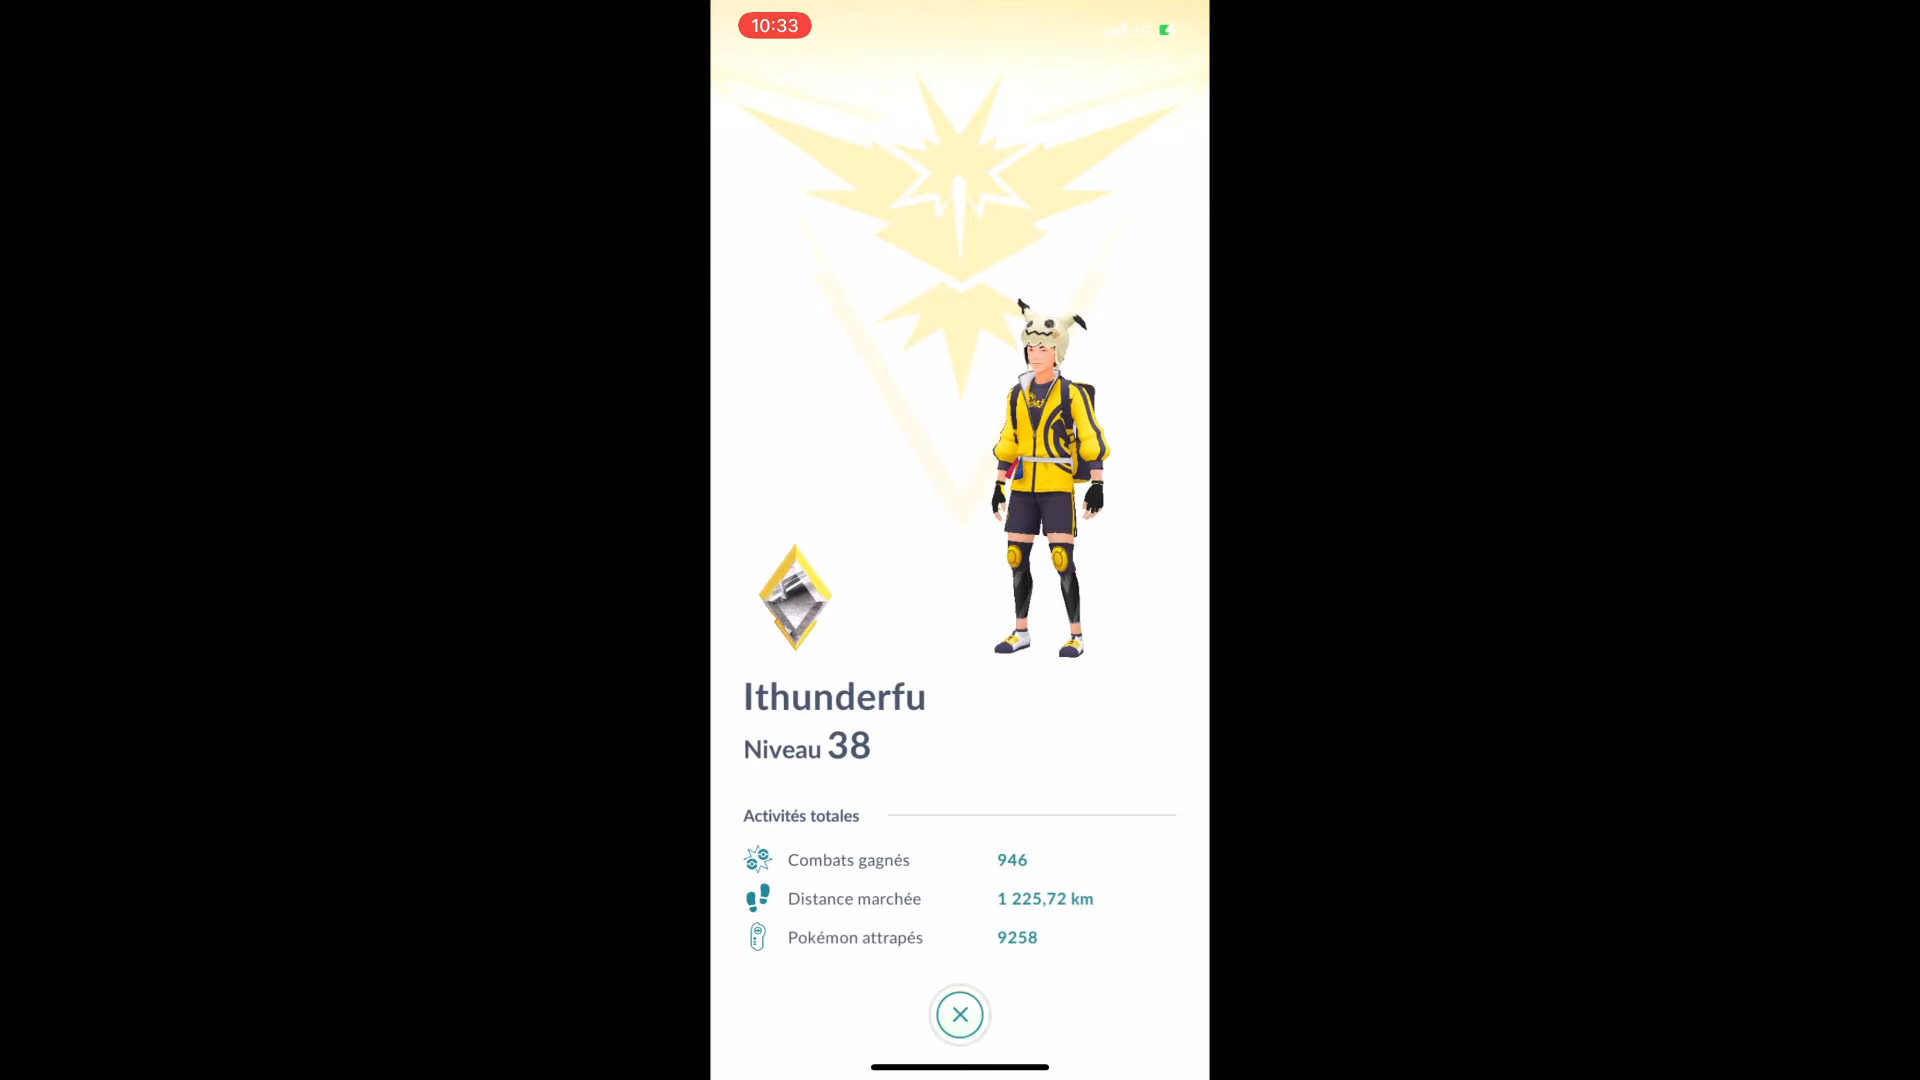 10:33
Ithunderfu
Niveau 38
Activités totales
Combats gagnés 946
Distance marchée 1 225,72 km
Pokémon attrapés 9258